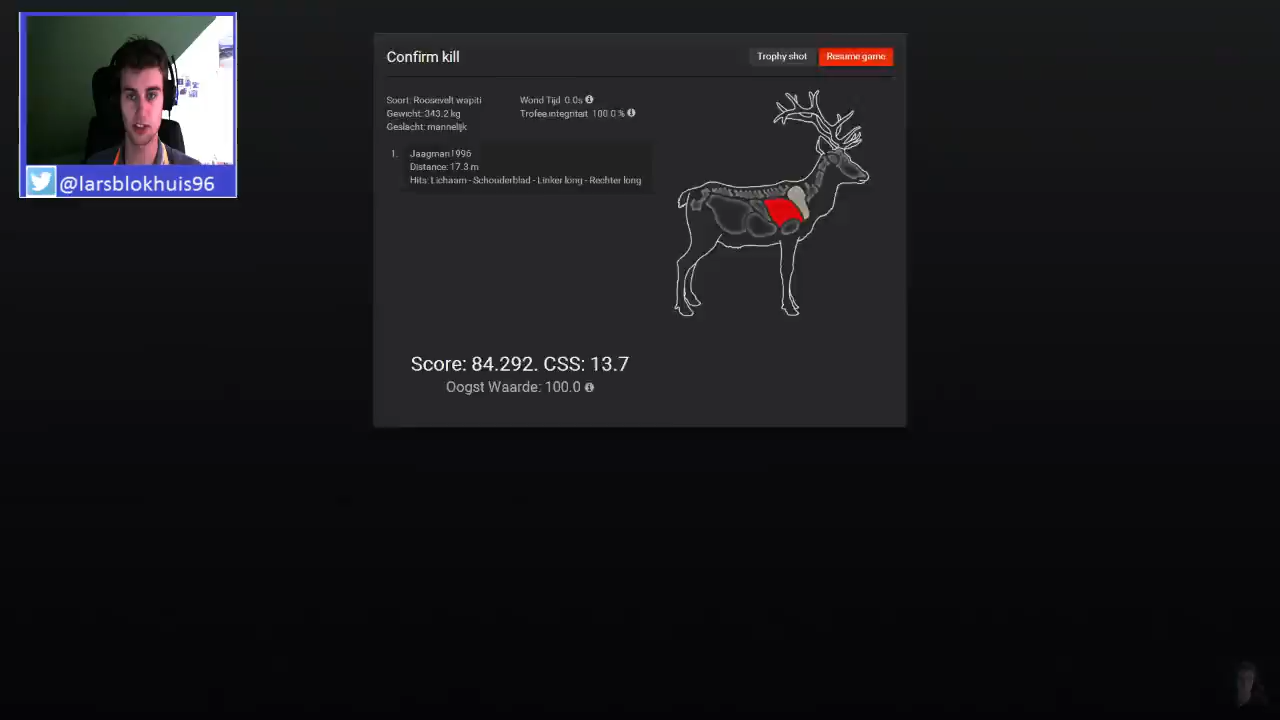 @larsblokhuis96
Confirm kill
Trophy shot
Resume game
Soort: Roosevelt wapiti
Gewicht: 343.2 kg
Geslacht: mannelijk
Wond Tijd 0.0s
Trofee integriteit 100.0 %
1. Jaagman1996
Distance: 17.3 m
Hits: Lichaam - Schouderblad - Linker long - Rechter long
Score: 84.292. CSS: 13.7
Oogst Waarde: 100.0